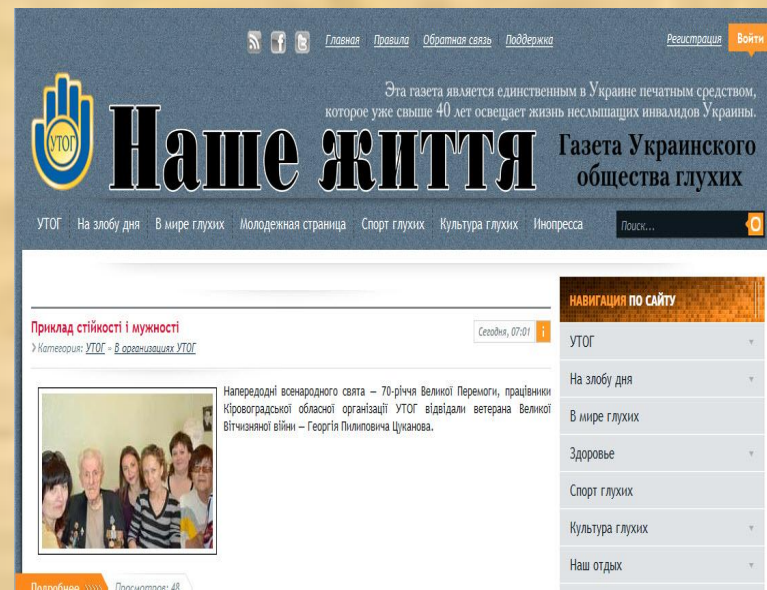 Главная Правила Обратная связь Поддержка Регистрация Войти
Эта газета является единственным в Украине печатным средством,
которое уже свыше 40 лет освещает жизнь неслышащих инвалидов Украины.
УТОГ
Наше життя
Газета Украинского
общества глухих
УТОГ На злобу дня В мире глухих Молодежная страница Спорт глухих Культура глухих Инопресса Поиск...
Приклад стійкості і мужності
Сегодня, 07:01
Категория: УТОГ » В организациях УТОГ
Напередодні всенародного свята – 70-річчя Великої Перемоги, працівники
Кіровоградської обласної організації УТОГ відвідали ветерана Великої
Вітчизняної війни – Георгія Пилиповича Цуканова.
Подробнее Просмотров: 48
НАВИГАЦИЯ ПО САЙТУ
УТОГ
На злобу дня
В мире глухих
Здоровье
Спорт глухих
Культура глухих
Наш отдых